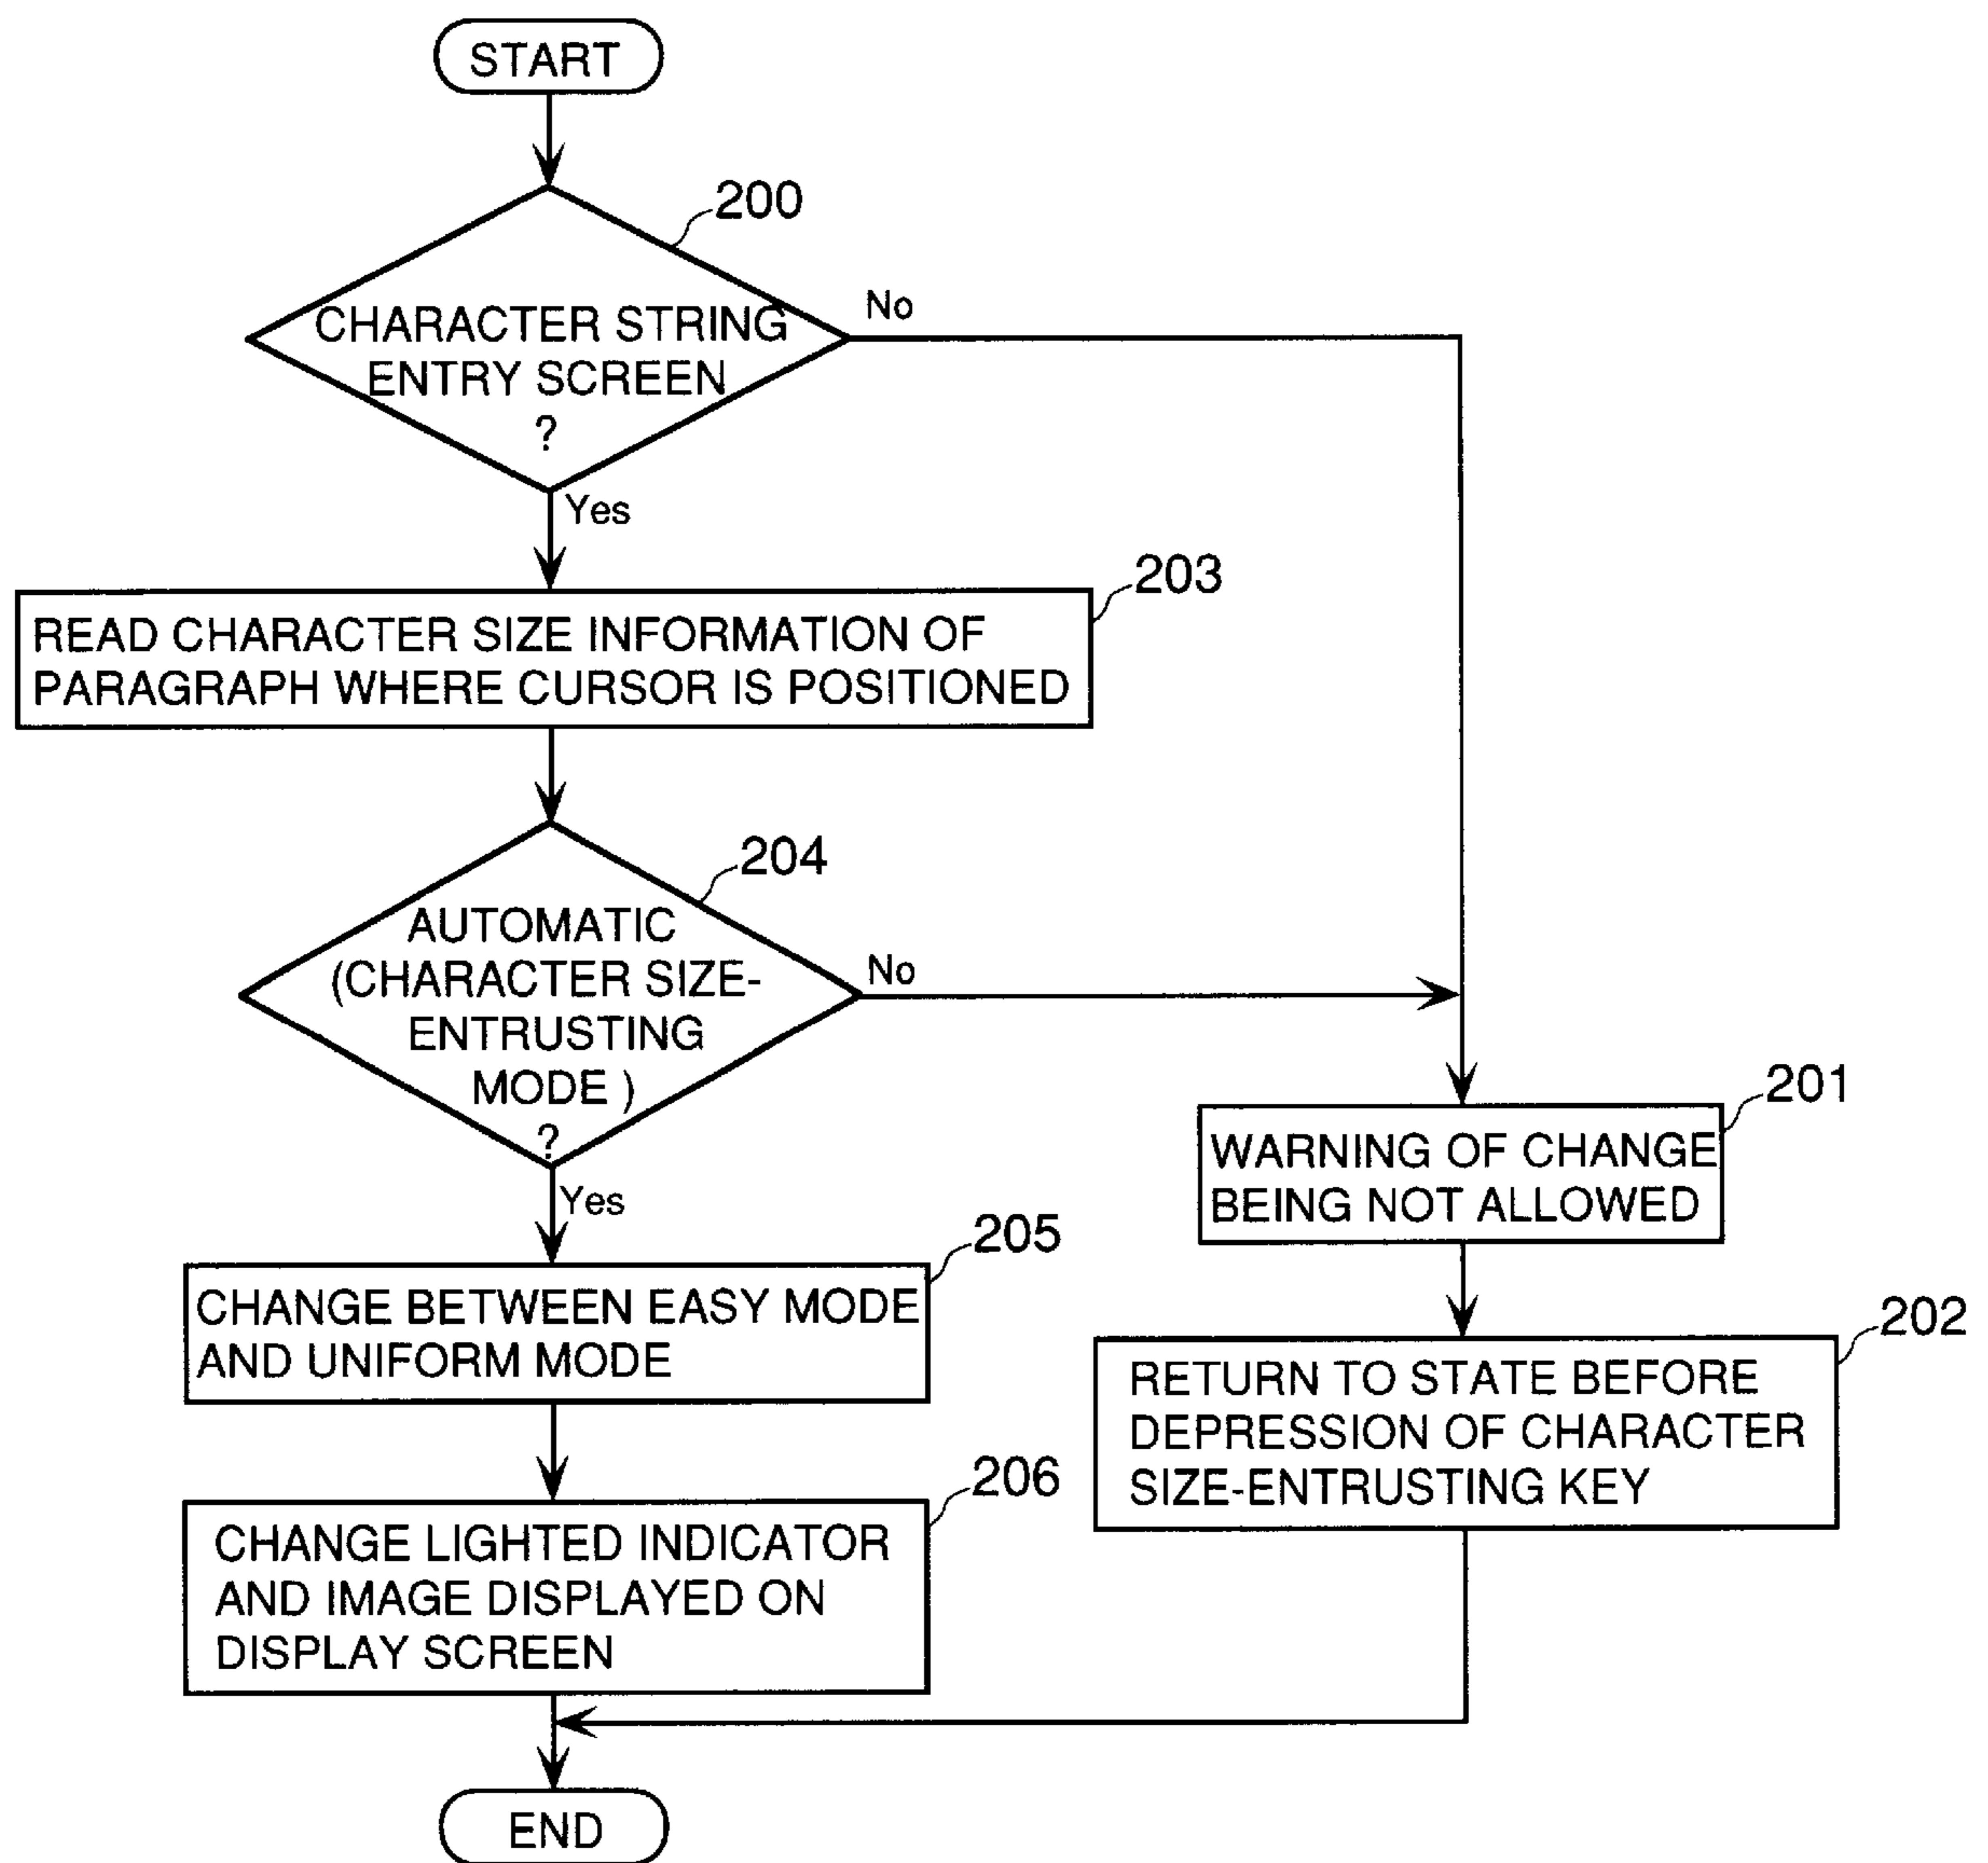 START
200
CHARACTER STRING
ENTRY SCREEN
?
No
Yes
203
READ CHARACTER SIZE INFORMATION OF
PARAGRAPH WHERE CURSOR IS POSITIONED
204
AUTOMATIC
(CHARACTER SIZE-
ENTRUSTING
MODE )
?
No
Yes
201
WARNING OF CHANGE
BEING NOT ALLOWED
205
CHANGE BETWEEN EASY MODE
AND UNIFORM MODE
202
RETURN TO STATE BEFORE
DEPRESSION OF CHARACTER
SIZE-ENTRUSTING KEY
206
CHANGE LIGHTED INDICATOR
AND IMAGE DISPLAYED ON
DISPLAY SCREEN
END